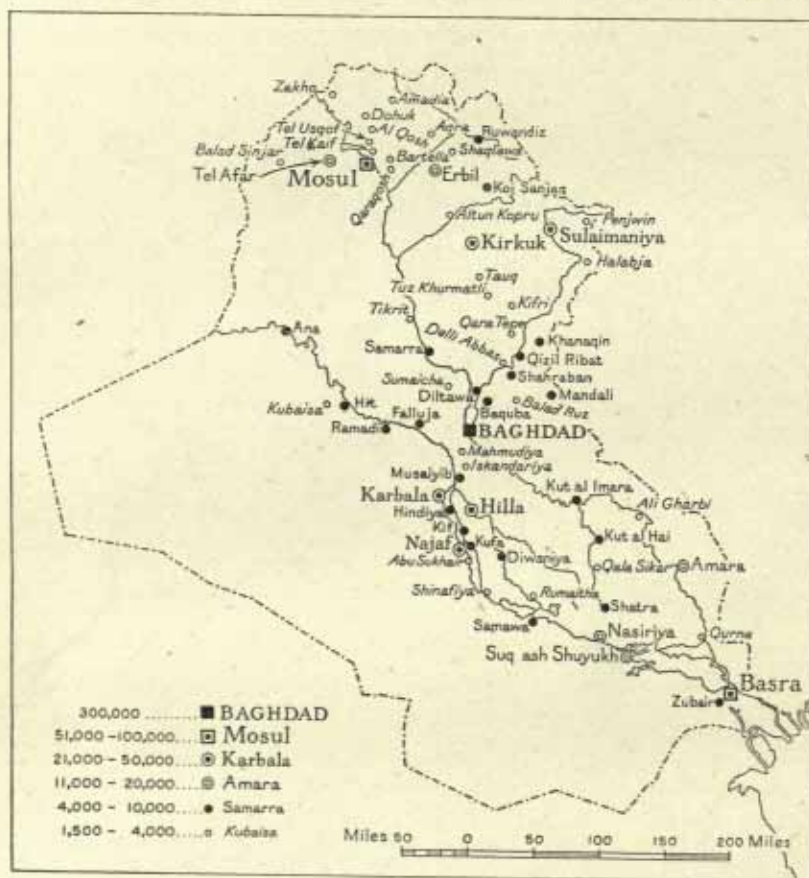 Zakho
Amadia
Dohuk
Tel Usqof
Al Qosh
Aqra
Ruwandiz
Tel Kaif
Balad Sinjar
Bartella
Shaqlawa
Tel Afar
Mosul
Erbil
Qaraqosh
Koi Sanjaq
Altun Kopru
Penjwin
Kirkuk
Sulaimaniya
Halabja
Tauq
Tuz Khurmatli
Kifri
Tikrit
Qara Tepe
Ana
Delli Abbas
Khanaqin
Samarra
Qizil Ribat
Shahraban
Sumaicha
Diltawa
Mandali
Kubaisa
Hit
Falluja
Baquba
Balad Ruz
Ramadi
BAGHDAD
Mahmudiya
Iskandariya
Musaiyib
Karbala
Kut al Imara
Hilla
Ali Gharbi
Hindiya
Kifl
Kut al Hai
Najaf
Kufa
Diwaniya
Abu Sukhair
Qala Sikar
Amara
Shinafiya
Rumaitha
Shatra
Samawa
Nasiriya
Qurna
Suq ash Shuyukh
Basra
Zubair
300,000 ........ BAGHDAD
51,000 -100,000.... Mosul
21,000 - 50,000.... Karbala
11,000 - 20,000.... Amara
4,000 - 10,000.... Samarra
1,500 - 4,000.... Kubaisa
Miles 50 0 50 100 150 200 Miles